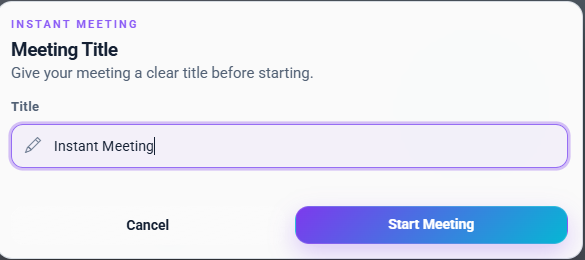 INSTANT MEETING
Meeting Title
Give your meeting a clear title before starting.
Title
Instant Meeting
Cancel Start Meeting